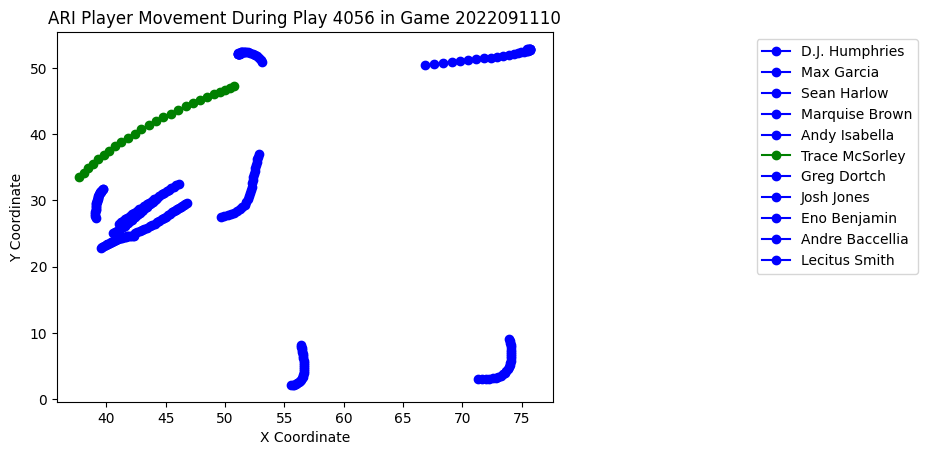 ARI Player Movement During Play 4056 in Game 2022091110
50
40
30
20
10
0
Y Coordinate
40 45 50 55 60 65 70 75
X Coordinate
D.J. Humphries
Max Garcia
Sean Harlow
Marquise Brown
Andy Isabella
Trace McSorley
Greg Dortch
Josh Jones
Eno Benjamin
Andre Baccellia
Lecitus Smith